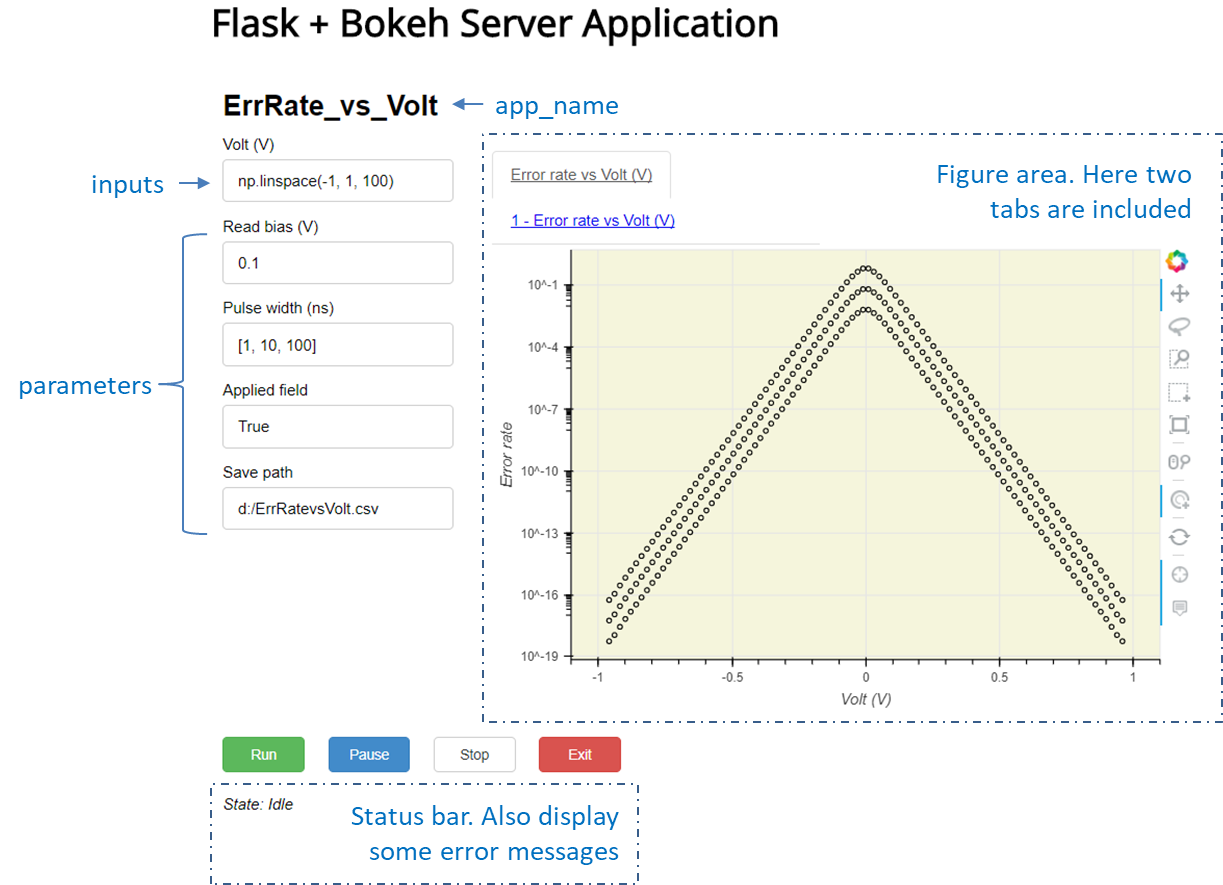 Flask + Bokeh Server Application
ErrRate_vs_Volt
app_name
Volt (V)
inputs
np.linspace(-1, 1, 100)
Read bias (V)
0.1
Pulse width (ns)
[1, 10, 100]
parameters
Applied field
True
Save path
d:/ErrRatevsVolt.csv
Error rate vs Volt (V)
Figure area. Here two
tabs are included
1 - Error rate vs Volt (V)
10^-1
10^-4
10^-7
10^-10
10^-13
10^-16
10^-19
Error rate
-1
-0.5
0
0.5
1
Volt (V)
Run
Pause
Stop
Exit
State: Idle
Status bar. Also display
some error messages